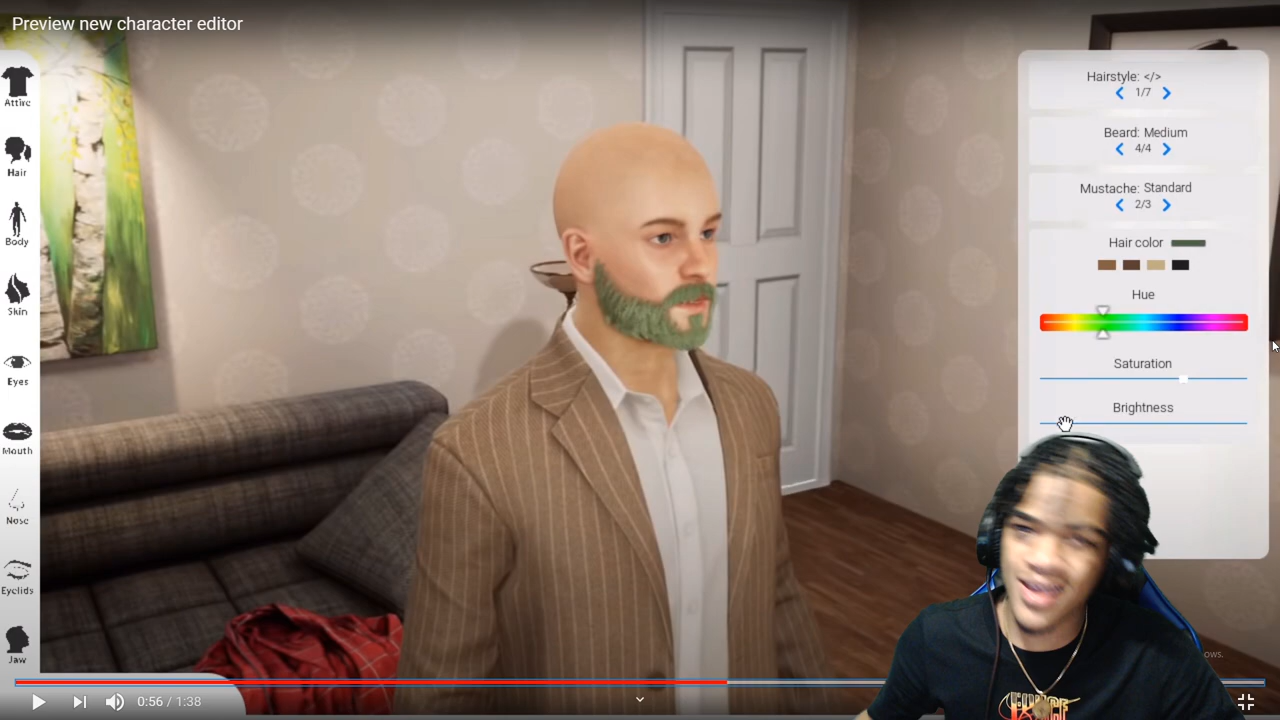 Preview new character editor
Attire
Hair
Body
Skin
Eyes
Mouth
Nose
Eyelids
Jaw
Hairstyle: </>
1/7
Beard: Medium
4/4
Mustache: Standard
2/3
Hair color
Hue
Saturation
Brightness
ows.
0:56 / 1:38